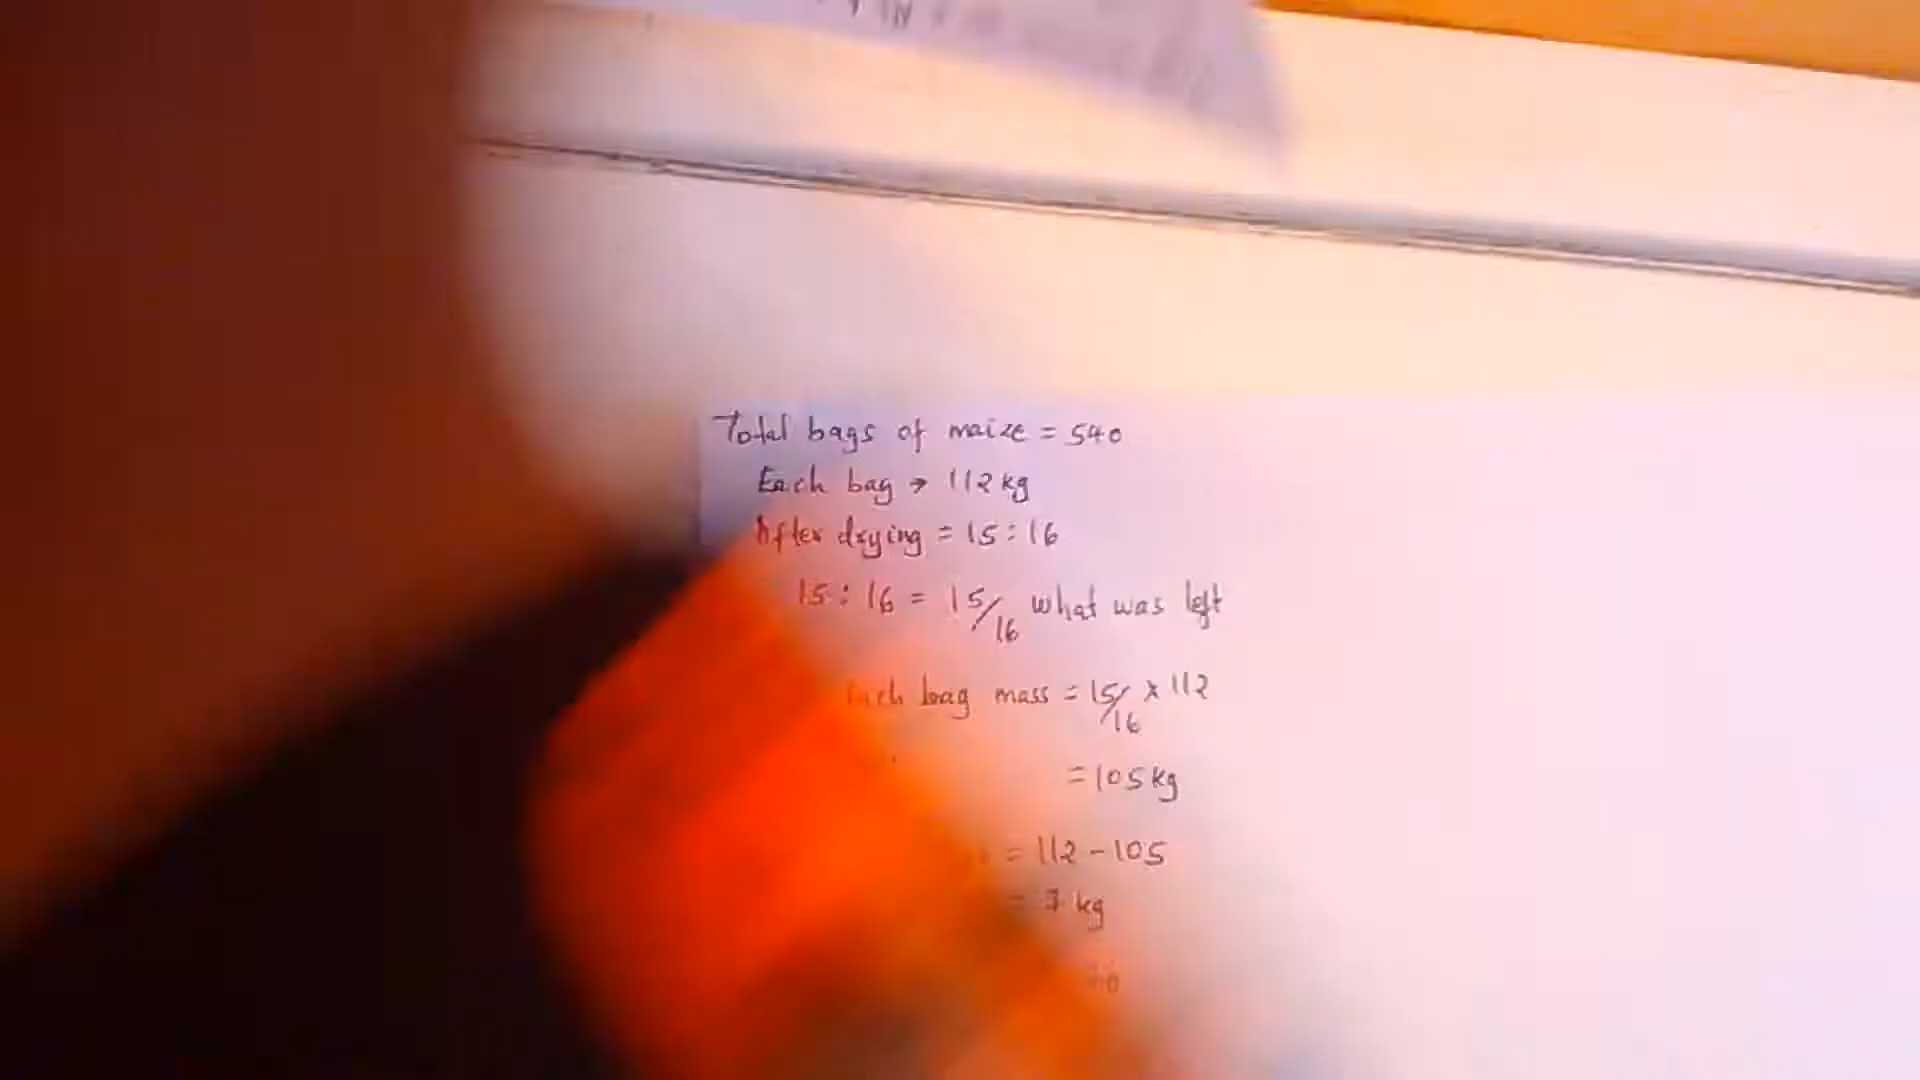 Total bags of maize = 540
Each bag → 112 kg
After drying = 15 : 16
15 : 16 = 15/16 what was left
bag mass = 15/16 x 112
= 105 kg
= 112 - 105
= 7 kg